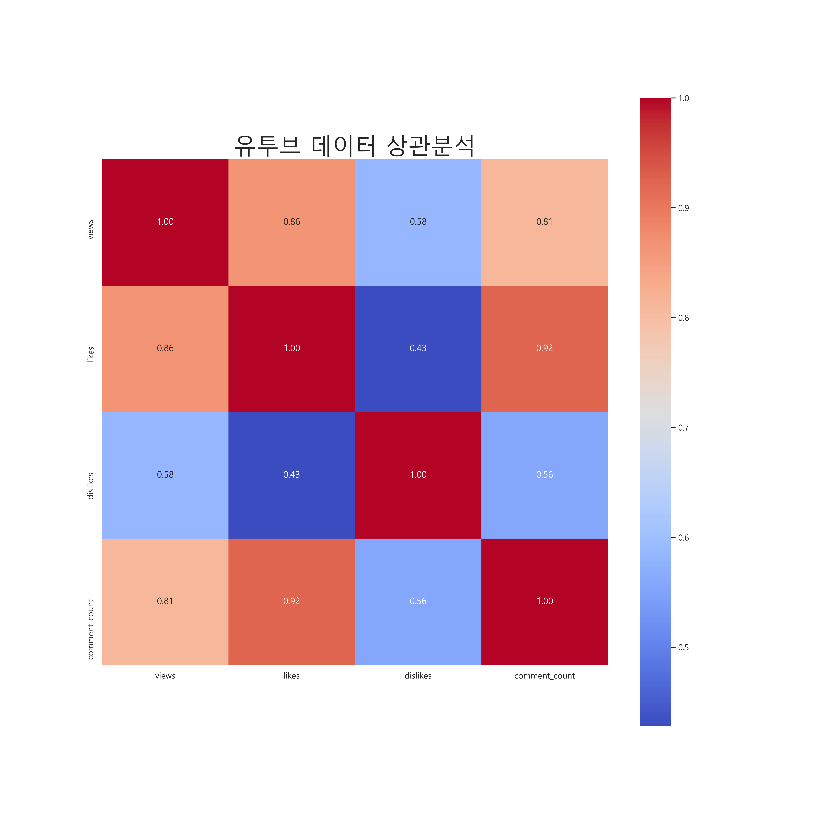 유투브 데이터 상관분석
views 1.00 0.86 0.58 0.81
likes 0.86 1.00 0.43 0.92
dislikes 0.58 0.43 1.00 0.56
comment_count 0.81 0.92 0.56 1.00
views likes dislikes comment_count
1.0
0.9
0.8
0.7
0.6
0.5